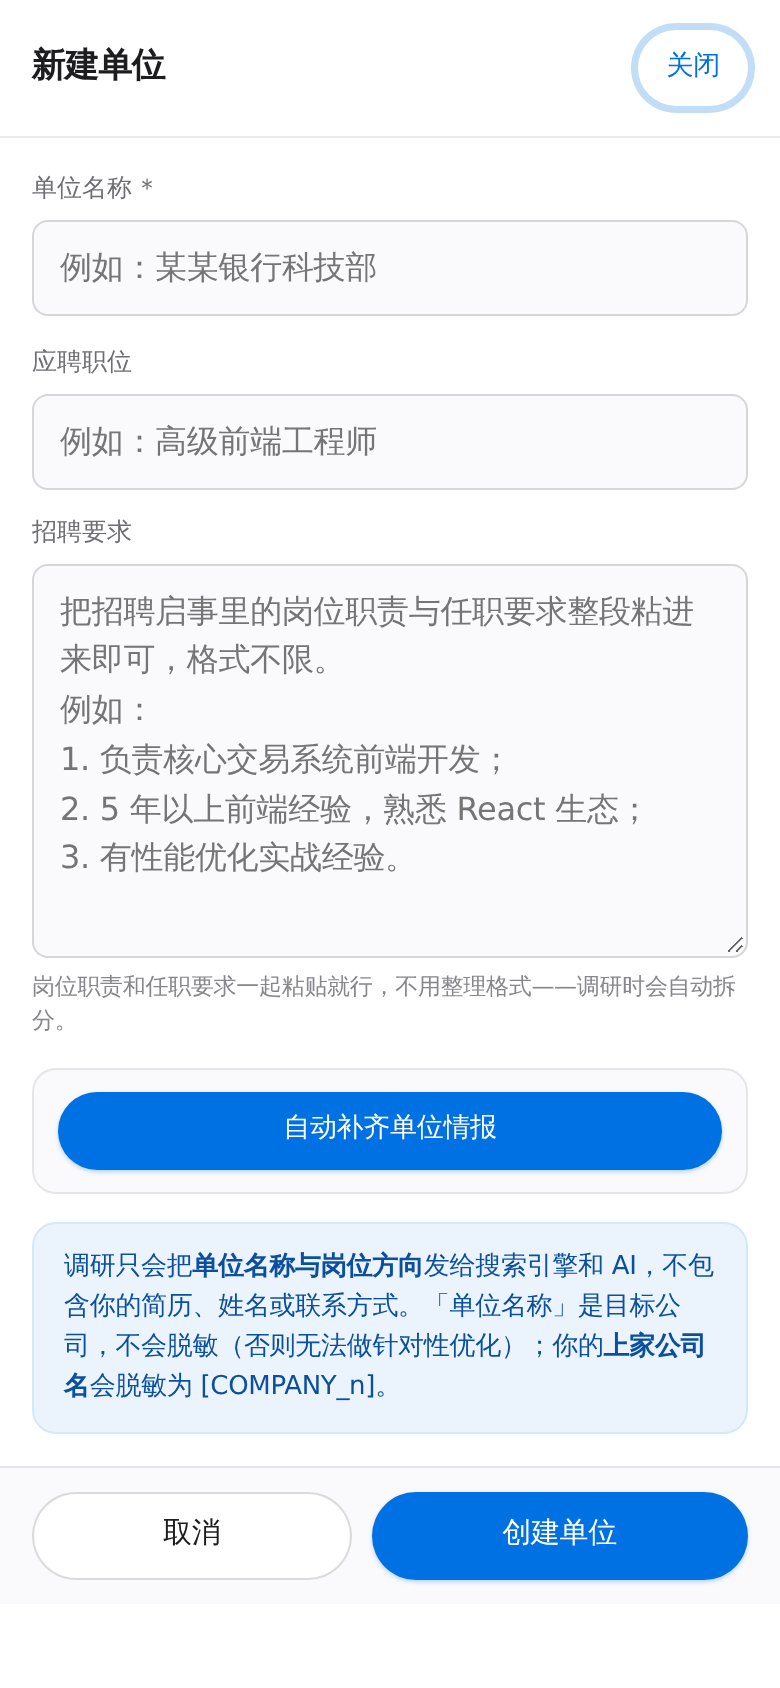 新建单位
关闭
单位名称 *
例如：某某银行科技部
应聘职位
例如：高级前端工程师
招聘要求
把招聘启事里的岗位职责与任职要求整段粘进
来即可，格式不限。
例如：
1. 负责核心交易系统前端开发；
2. 5 年以上前端经验，熟悉 React 生态；
3. 有性能优化实战经验。
岗位职责和任职要求一起粘贴就行，不用整理格式——调研时会自动拆
分。
自动补齐单位情报
调研只会把单位名称与岗位方向发给搜索引擎和 AI，不包
含你的简历、姓名或联系方式。「单位名称」是目标公
司，不会脱敏（否则无法做针对性优化）；你的上家公司
名会脱敏为 [COMPANY_n]。
取消
创建单位